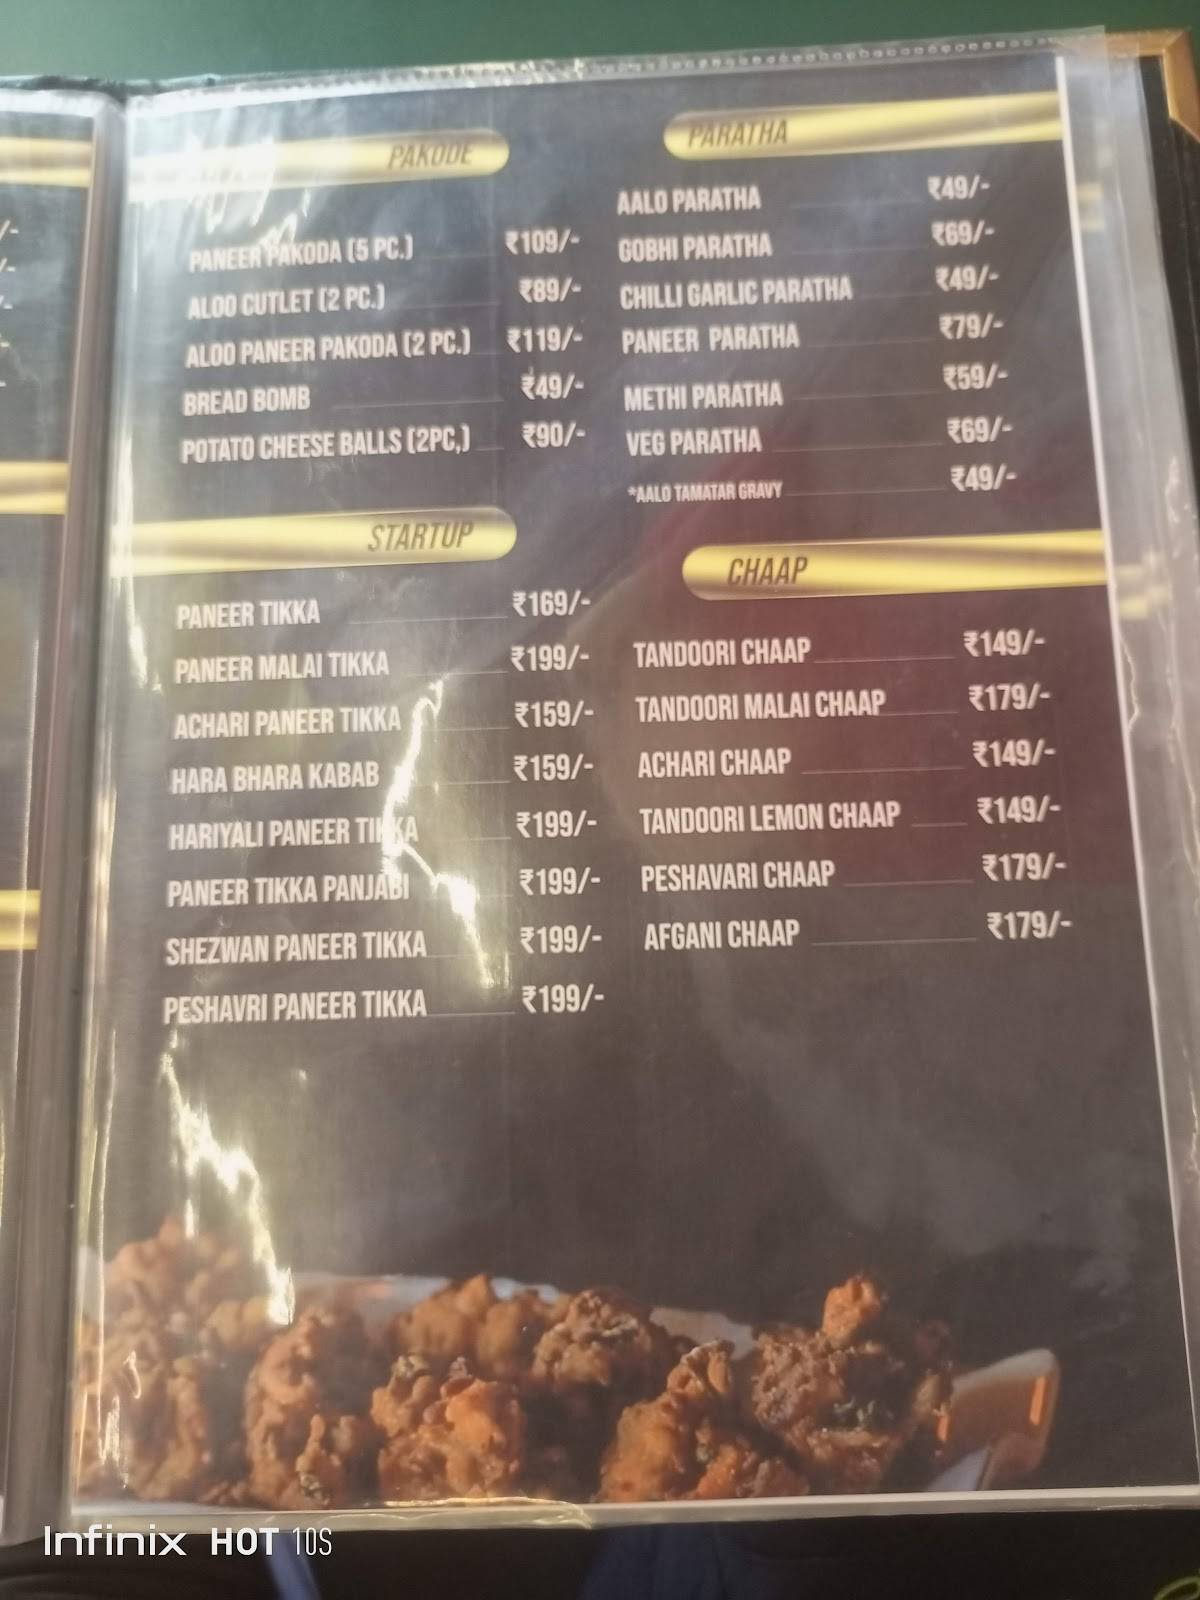 PAKODE
PANEER PAKODA (5 PC.) ₹109/-
ALOO CUTLET (2 PC.) ₹89/-
ALOO PANEER PAKODA (2 PC.) ₹119/-
BREAD BOMB ₹49/-
POTATO CHEESE BALLS (2PC,) ₹90/-
STARTUP
PANEER TIKKA ₹169/-
PANEER MALAI TIKKA ₹199/-
ACHARI PANEER TIKKA ₹159/-
HARA BHARA KABAB ₹159/-
HARIYALI PANEER TIKKA ₹199/-
PANEER TIKKA PANJABI ₹199/-
SHEZWAN PANEER TIKKA ₹199/-
PESHAVRI PANEER TIKKA ₹199/-
PARATHA
AALO PARATHA ₹49/-
GOBHI PARATHA ₹69/-
CHILLI GARLIC PARATHA ₹49/-
PANEER PARATHA ₹79/-
METHI PARATHA ₹59/-
VEG PARATHA ₹69/-
*AALO TAMATAR GRAVY ₹49/-
CHAAP
TANDOORI CHAAP ₹149/-
TANDOORI MALAI CHAAP ₹179/-
ACHARI CHAAP ₹149/-
TANDOORI LEMON CHAAP ₹149/-
PESHAVARI CHAAP ₹179/-
AFGANI CHAAP ₹179/-
Infinix HOT 10S